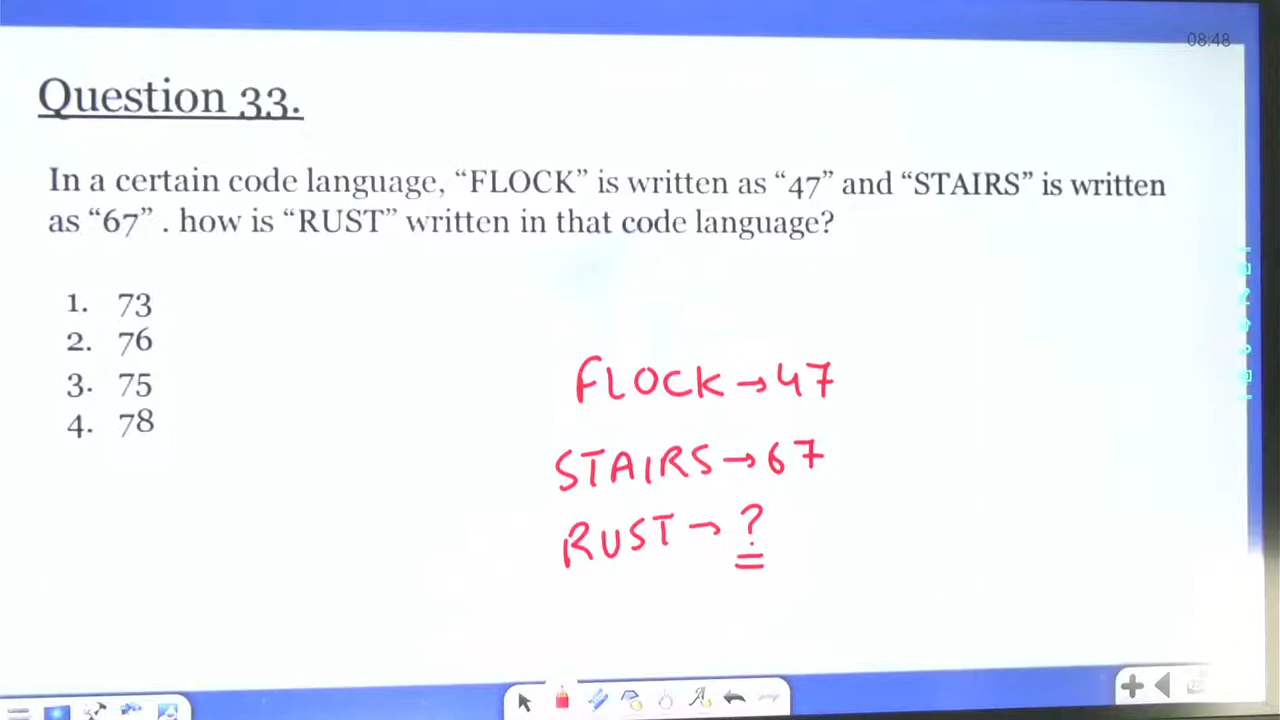 08:48
Question 33.
In a certain code language, “FLOCK” is written as “47” and “STAIRS” is written
as “67” . how is “RUST” written in that code language?
1. 73
2. 76
3. 75
4. 78
FLOCK → 47
STAIRS → 67
RUST → ?